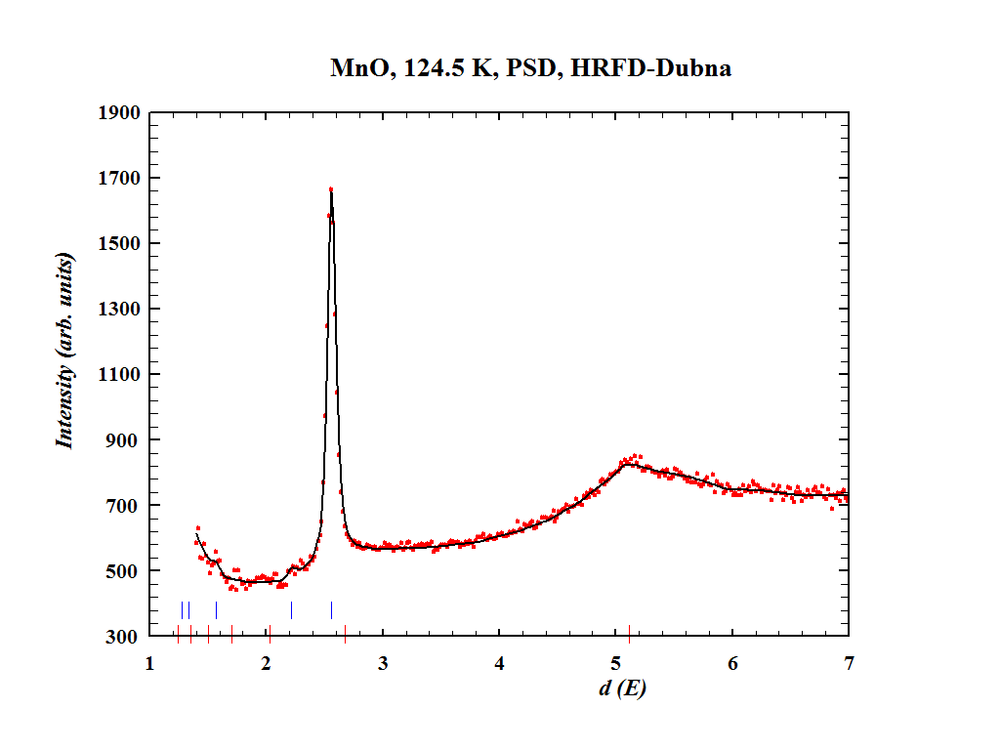 MnO, 124.5 K, PSD, HRFD-Dubna
1900
1700
1500
1300
1100
900
700
500
300
Intensity (arb. units)
1 2 3 4 5 6 7
d (E)